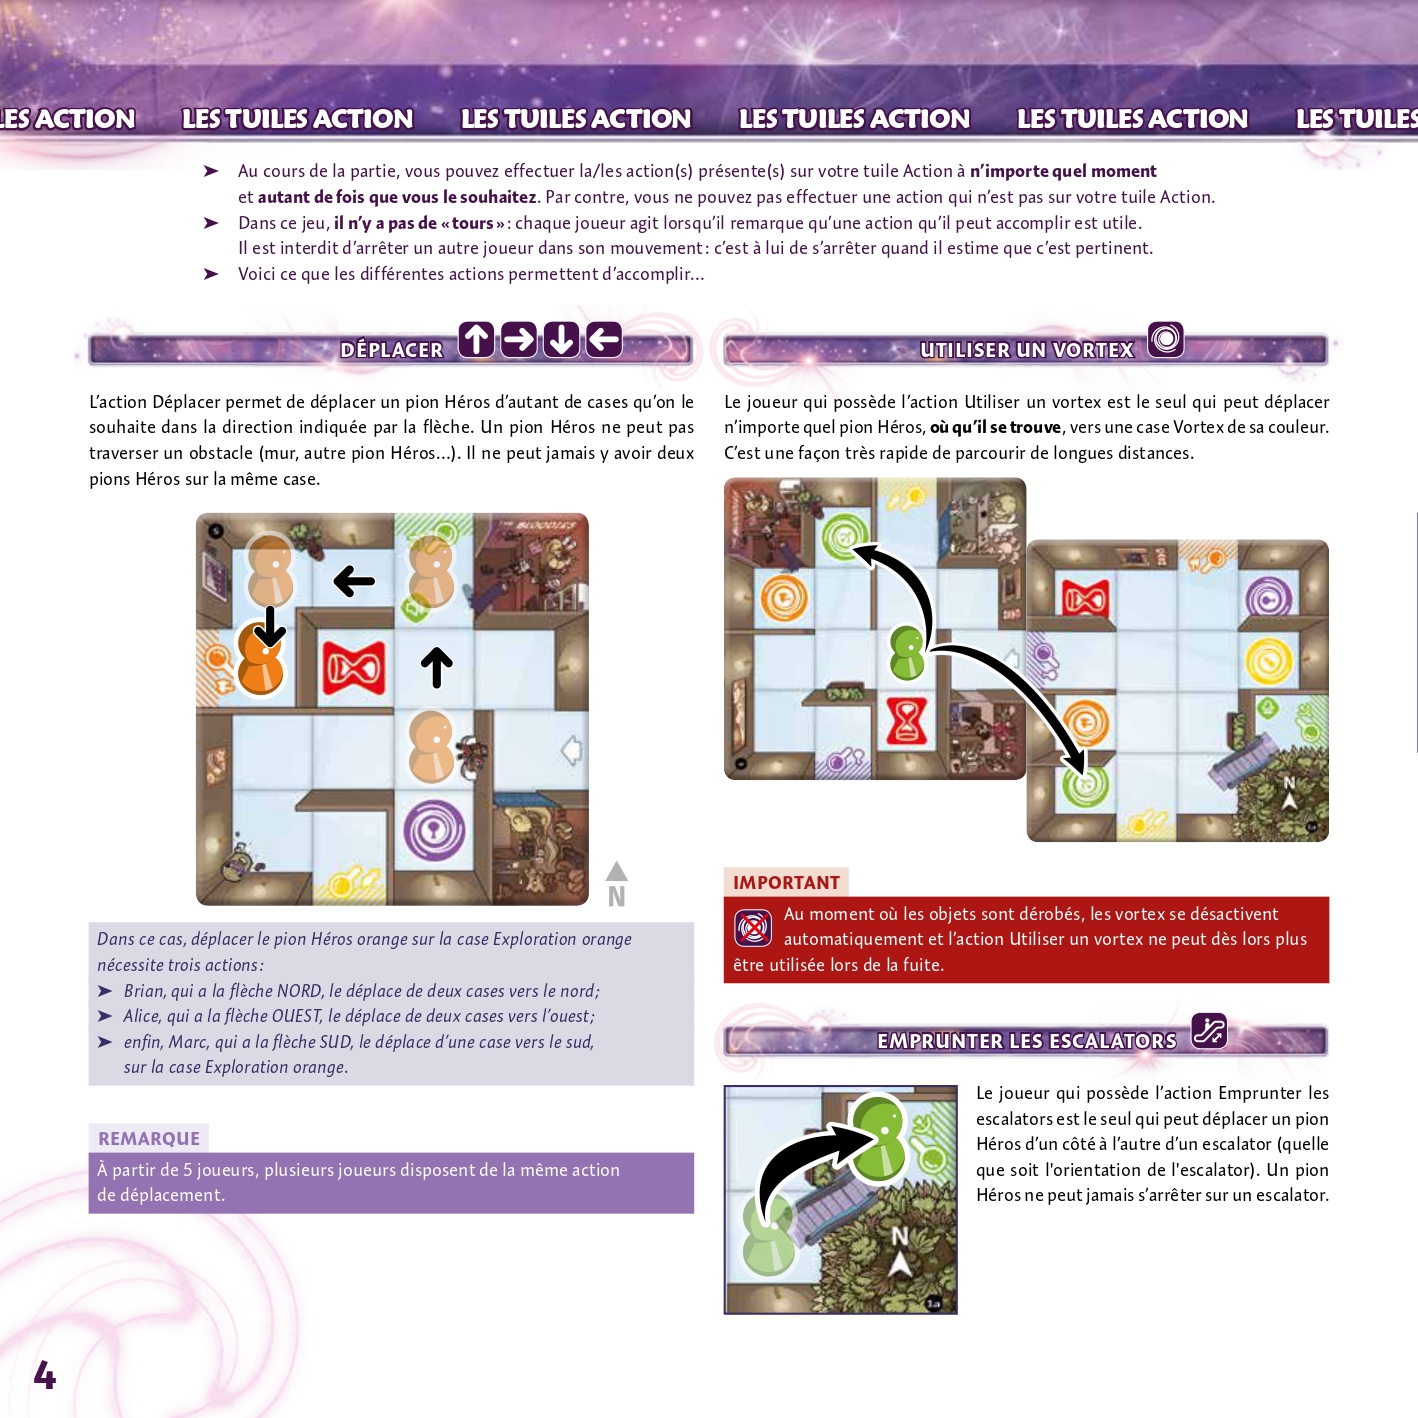 LES ACTION LES TUILES ACTION LES TUILES ACTION LES TUILES ACTION LES TUILES ACTION LES TUILES
➤ Au cours de la partie, vous pouvez effectuer la/les action(s) présente(s) sur votre tuile Action à n’importe quel moment
et autant de fois que vous le souhaitez. Par contre, vous ne pouvez pas effectuer une action qui n’est pas sur votre tuile Action.
➤ Dans ce jeu, il n’y a pas de « tours » : chaque joueur agit lorsqu’il remarque qu’une action qu’il peut accomplir est utile.
Il est interdit d’arrêter un autre joueur dans son mouvement : c’est à lui de s’arrêter quand il estime que c’est pertinent.
➤ Voici ce que les différentes actions permettent d’accomplir…
DÉPLACER
L’action Déplacer permet de déplacer un pion Héros d’autant de cases qu’on le
souhaite dans la direction indiquée par la flèche. Un pion Héros ne peut pas
traverser un obstacle (mur, autre pion Héros…). Il ne peut jamais y avoir deux
pions Héros sur la même case.
N
Dans ce cas, déplacer le pion Héros orange sur la case Exploration orange
nécessite trois actions :
➤ Brian, qui a la flèche NORD, le déplace de deux cases vers le nord ;
➤ Alice, qui a la flèche OUEST, le déplace de deux cases vers l’ouest ;
➤ enfin, Marc, qui a la flèche SUD, le déplace d’une case vers le sud,
sur la case Exploration orange.
REMARQUE
À partir de 5 joueurs, plusieurs joueurs disposent de la même action
de déplacement.
UTILISER UN VORTEX
Le joueur qui possède l’action Utiliser un vortex est le seul qui peut déplacer
n’importe quel pion Héros, où qu’il se trouve, vers une case Vortex de sa couleur.
C’est une façon très rapide de parcourir de longues distances.
N
IMPORTANT
Au moment où les objets sont dérobés, les vortex se désactivent
automatiquement et l’action Utiliser un vortex ne peut dès lors plus
être utilisée lors de la fuite.
EMPRUNTER LES ESCALATORS
Le joueur qui possède l’action Emprunter les
escalators est le seul qui peut déplacer un pion
Héros d’un côté à l’autre d’un escalator (quelle
que soit l'orientation de l'escalator). Un pion
Héros ne peut jamais s’arrêter sur un escalator.
N
1a
4